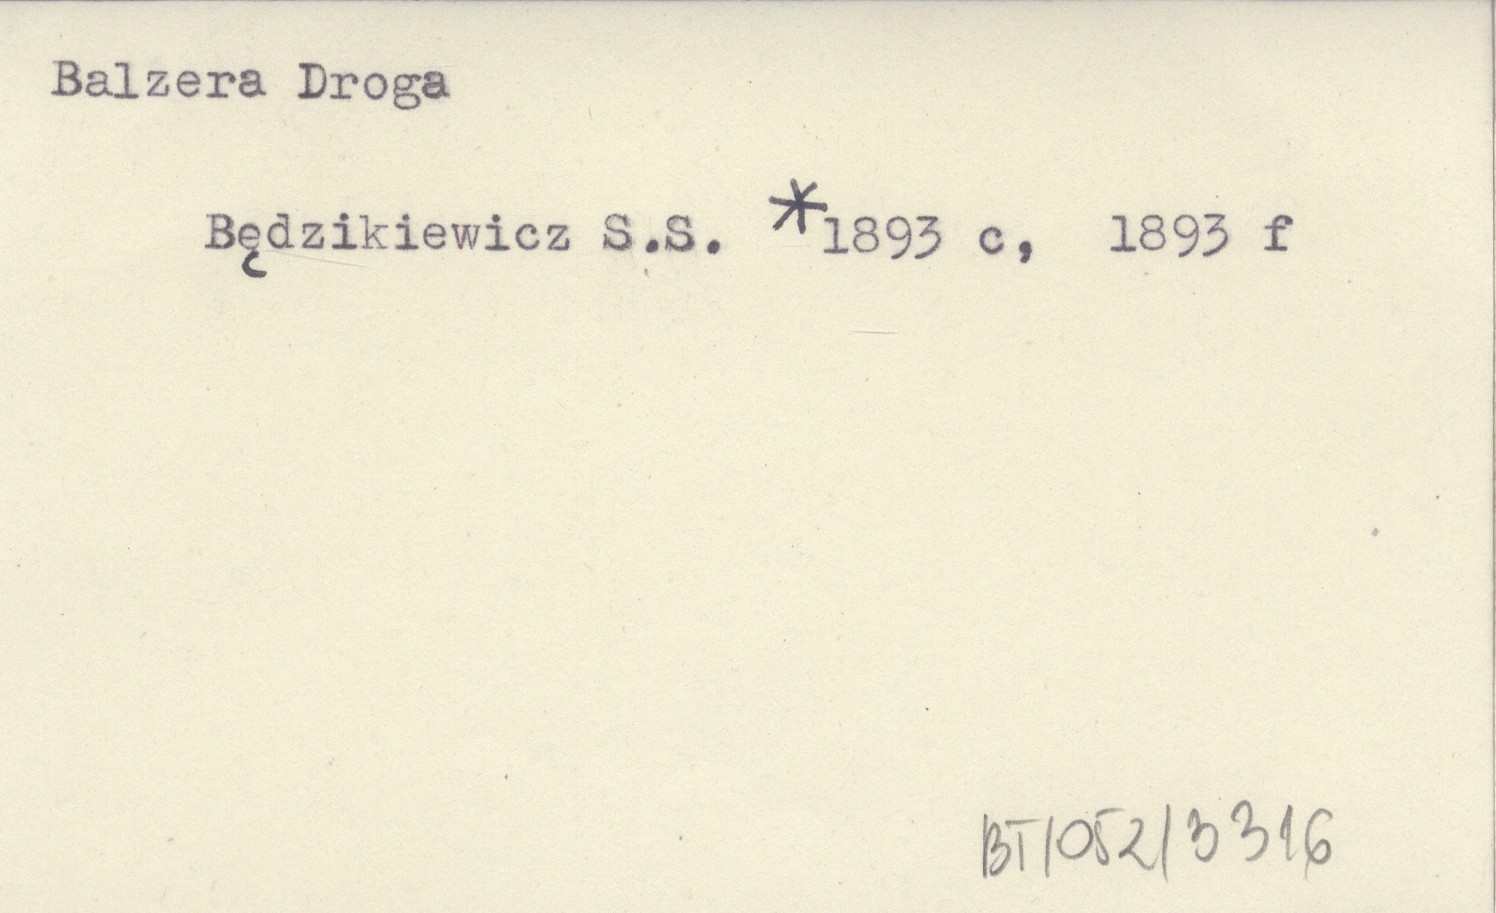 Balzera Droga
Będzikiewicz S.S. *1893 c, 1893 f
BT/052/3316